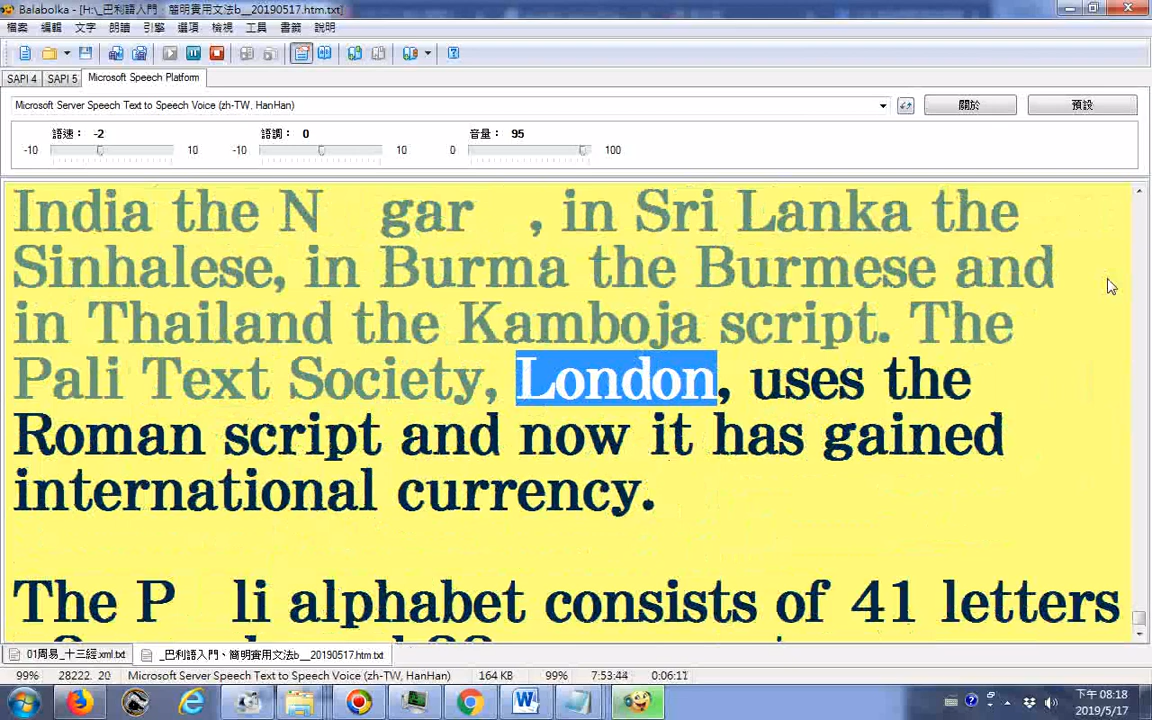 Balabolka - [H:\_巴利語入門、簡明實用文法b__20190517.htm.txt]
檔案 編輯 文字 朗讀 引擎 選項 檢視 工具 書籤 說明
SAPI 4 SAPI 5 Microsoft Speech Platform
Microsoft Server Speech Text to Speech Voice (zh-TW, HanHan) 關於 預設
語速： -2 語調： 0 音量： 95
-10 10 -10 10 0 100
India the N gar , in Sri Lanka the
Sinhalese, in Burma the Burmese and
in Thailand the Kamboja script. The
Pali Text Society, London, uses the
Roman script and now it has gained
international currency.
The P li alphabet consists of 41 letters
01周易_十三經.xml.txt _巴利語入門、簡明實用文法b__20190517.htm.txt
99% 28222. 20 Microsoft Server Speech Text to Speech Voice (zh-TW, HanHan) 164 KB 99% 7:53:44 0:06:11
下午 08:18
2019/5/17